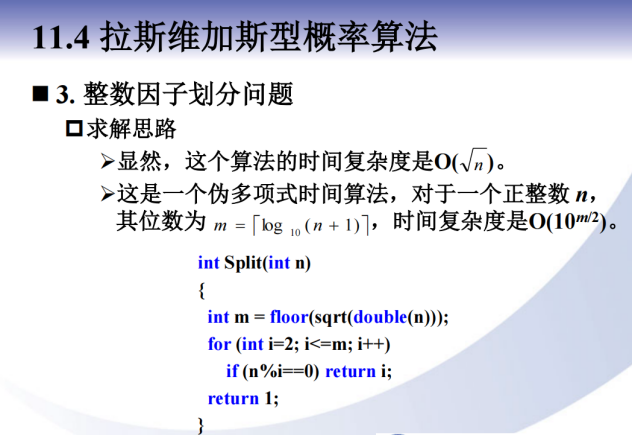 11.4 拉斯维加斯型概率算法
■ 3. 整数因子划分问题
求解思路
➢显然，这个算法的时间复杂度是O(√n)。
➢这是一个伪多项式时间算法，对于一个正整数 n，
其位数为 m = ⌈log₁₀(n + 1)⌉，时间复杂度是O(10^{m/2})。
int Split(int n)
{
int m = floor(sqrt(double(n)));
for (int i=2; i<=m; i++)
if (n%i==0) return i;
return 1;
}